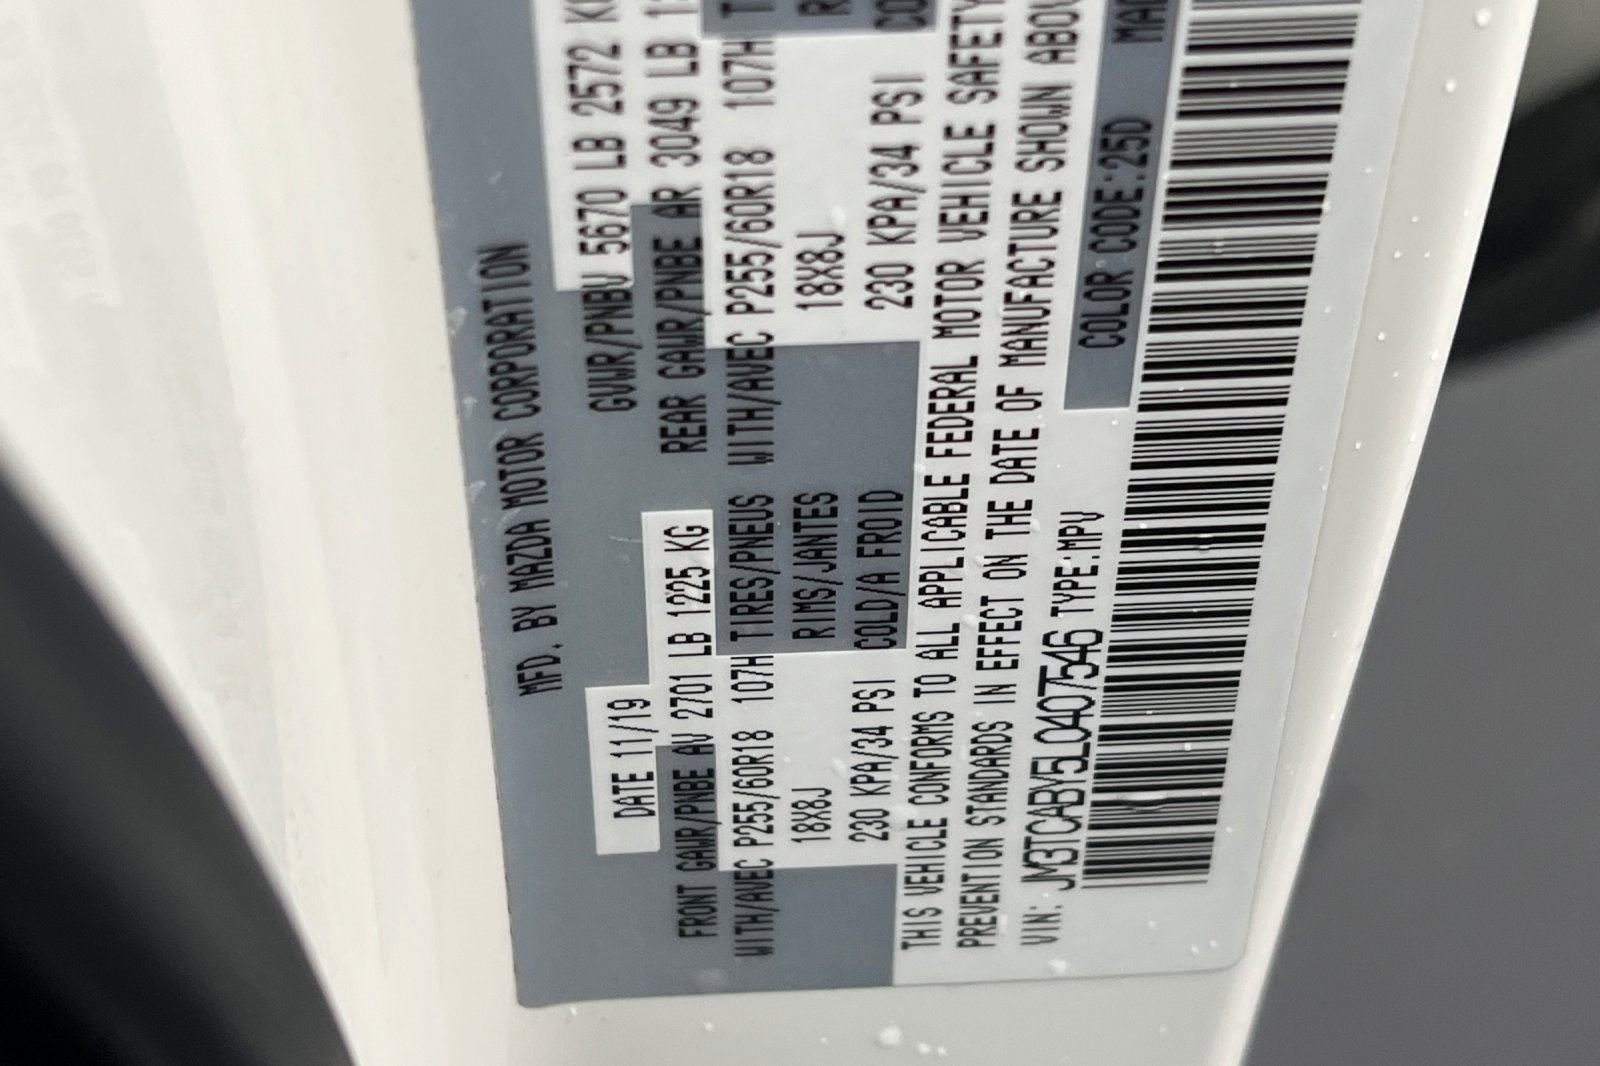 MFD. BY MAZDA MOTOR CORPORATION
DATE 11/19
GVWR/PNBV 5670 LB 2572
FRONT GAWR/PNBE AV 2701 LB 1225 KG
REAR GAWR/PNBE AR 3049 LB
WITH/AVEC P255/60R18 107H TIRES/PNEUS
WITH/AVEC P255/60R18 107H
18X8J RIMS/JANTES
18X8J
230 KPA/34 PSI COLD/A FROID
230 KPA/34 PSI
THIS VEHICLE CONFORMS TO ALL APPLICABLE FEDERAL MOTOR VEHICLE SAFETY
PREVENTION STANDARDS IN EFFECT ON THE DATE OF MANUFACTURE SHOWN
VIN: JM3TCABY5L0407546 TYPE:MPV
COLOR CODE:25D